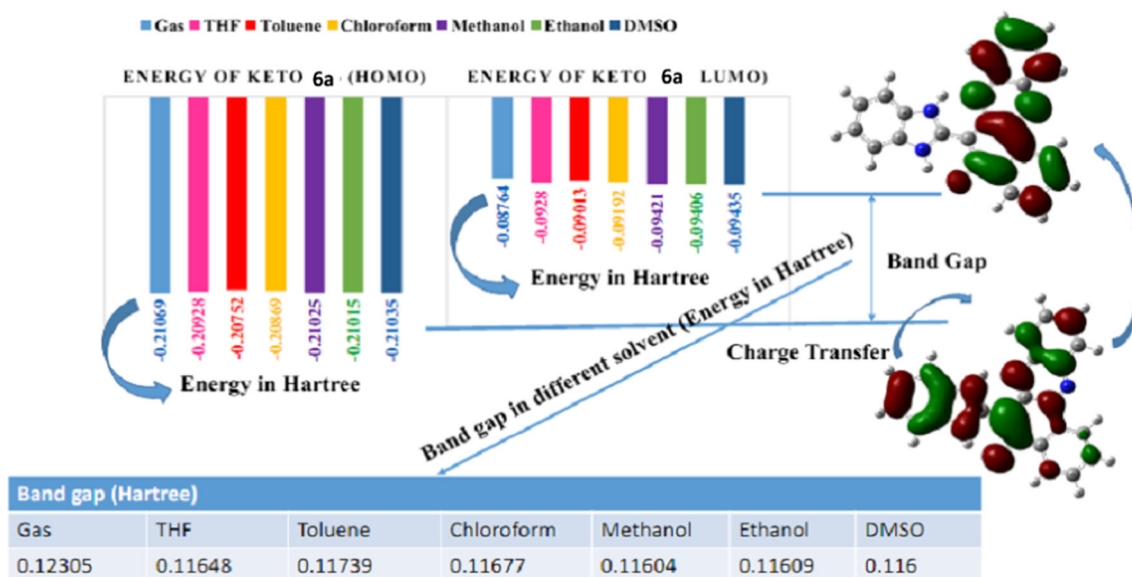 Gas THF Toluene Chloroform Methanol Ethanol DMSO
ENERGY OF KETO 6a (HOMO)
ENERGY OF KETO 6a LUMO)
-0.21069
-0.20928
-0.20752
-0.20869
-0.21025
-0.21015
-0.21035
Energy in Hartree
-0.08764
-0.0928
-0.09013
-0.09192
-0.09421
-0.09406
-0.09435
Energy in Hartree
Band Gap
Charge Transfer
Band gap in different solvent (Energy in Hartree)
Band gap (Hartree)
Gas THF Toluene Chloroform Methanol Ethanol DMSO
0.12305 0.11648 0.11739 0.11677 0.11604 0.11609 0.116